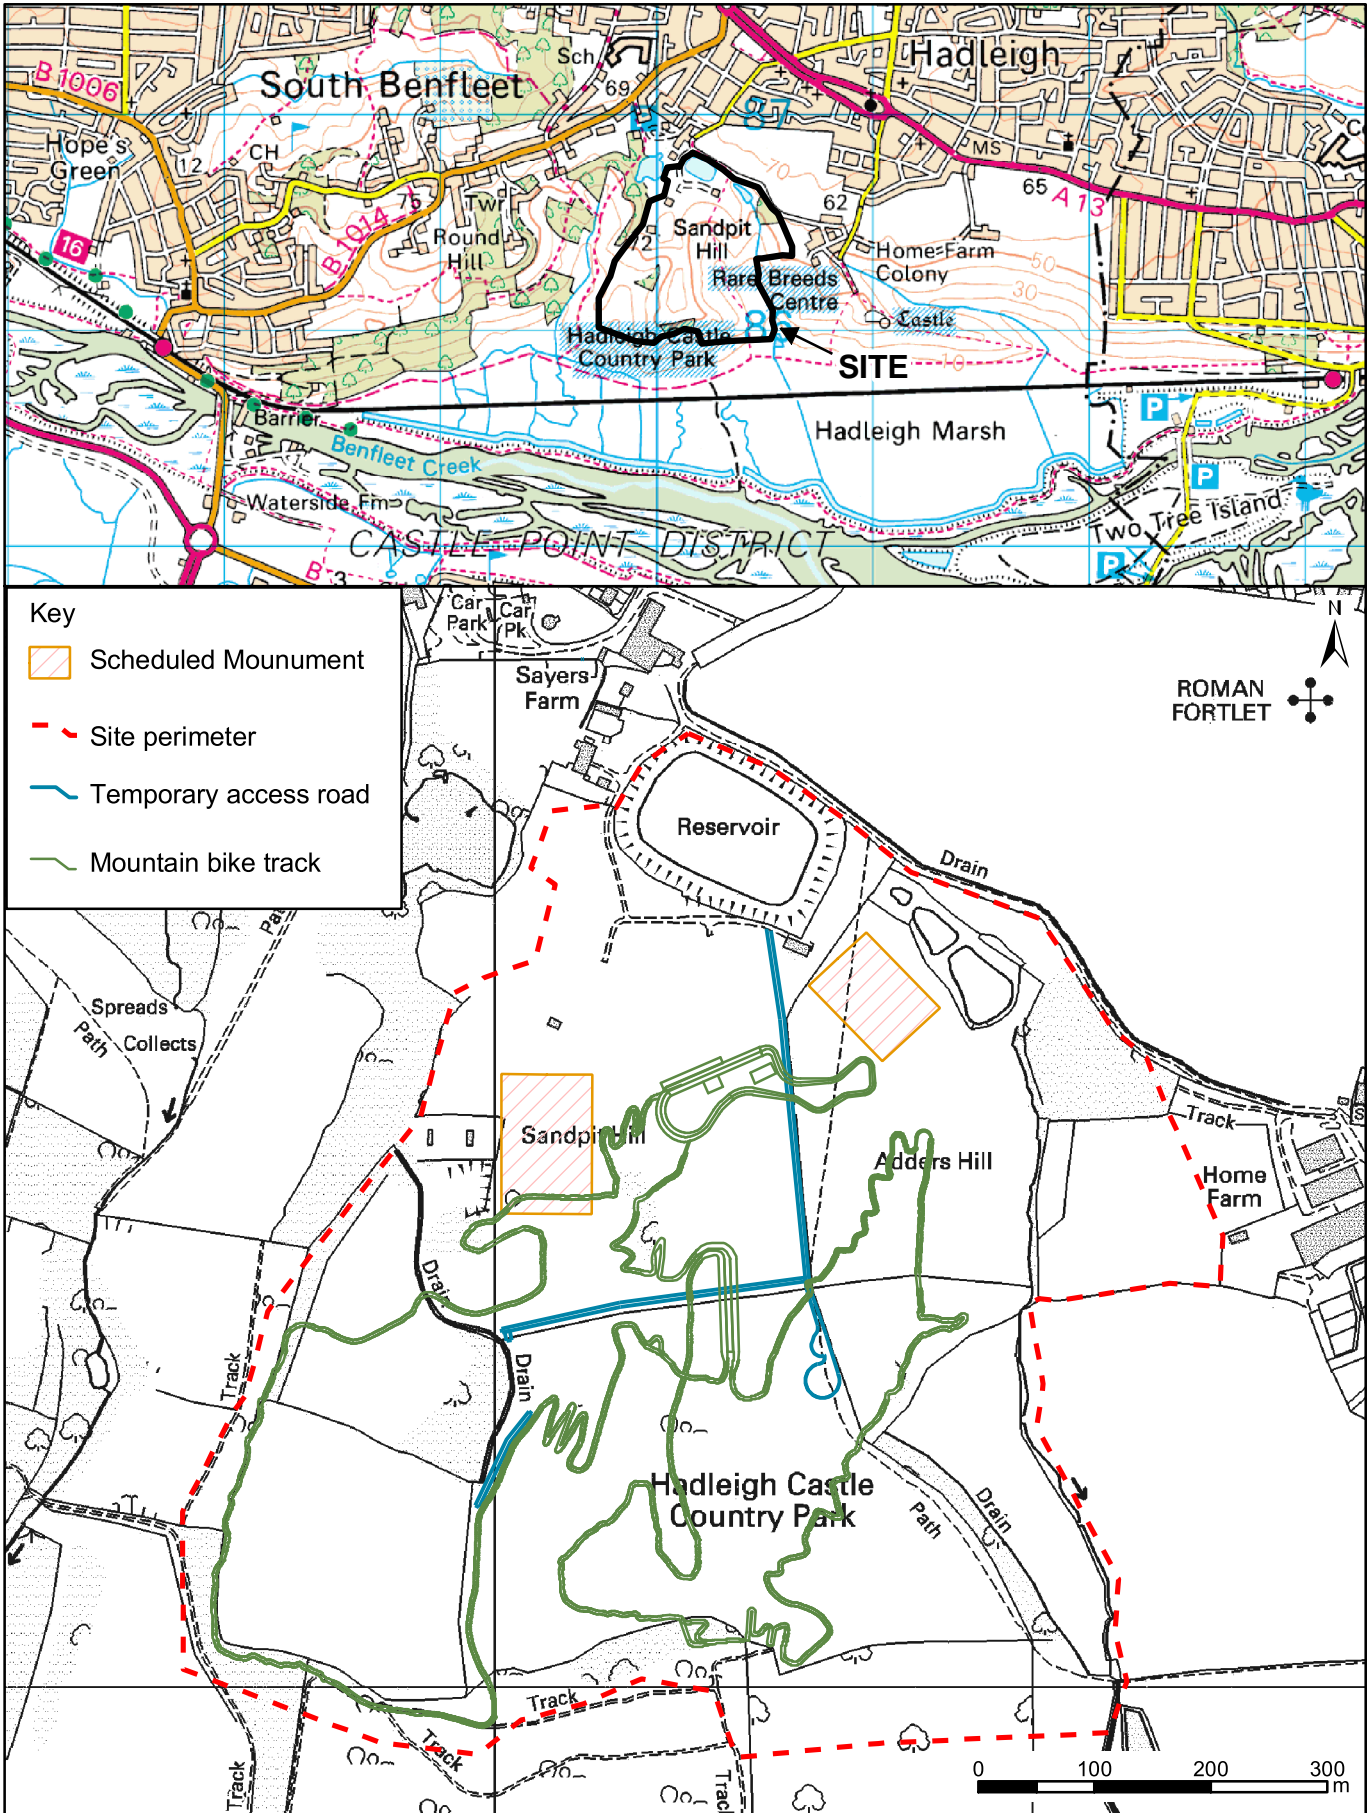 South Benfleet
Hadleigh
Sch
69
B 1006
87
Hope's
Green
12
CH
MS
70
65
A 13
75
Twr
B 1014
62
Sandpit
Hill
72
Round
Hill
16
Home Farm
Colony
50
30
Rare Breeds
Centre
Castle
86
Hadleigh Castle
Country Park
10
SITE
P
Barrier
Hadleigh Marsh
Benfleet Creek
P
Waterside Fm
Two Tree Island
CASTLE POINT DISTRICT
P
B
3
Key
Scheduled Mounument
Site perimeter
Temporary access road
Mountain bike track
Car
Park
Car
Pk
N
Sayers
Farm
ROMAN
FORTLET
Reservoir
Drain
Spreads
Path
Collects
Sandpit Hill
Adders Hill
Track
Home
Farm
Drain
Track
Drain
Hadleigh Castle
Country Park
Path
Drain
Track
Track
Track
Track
0 100 200 300
m